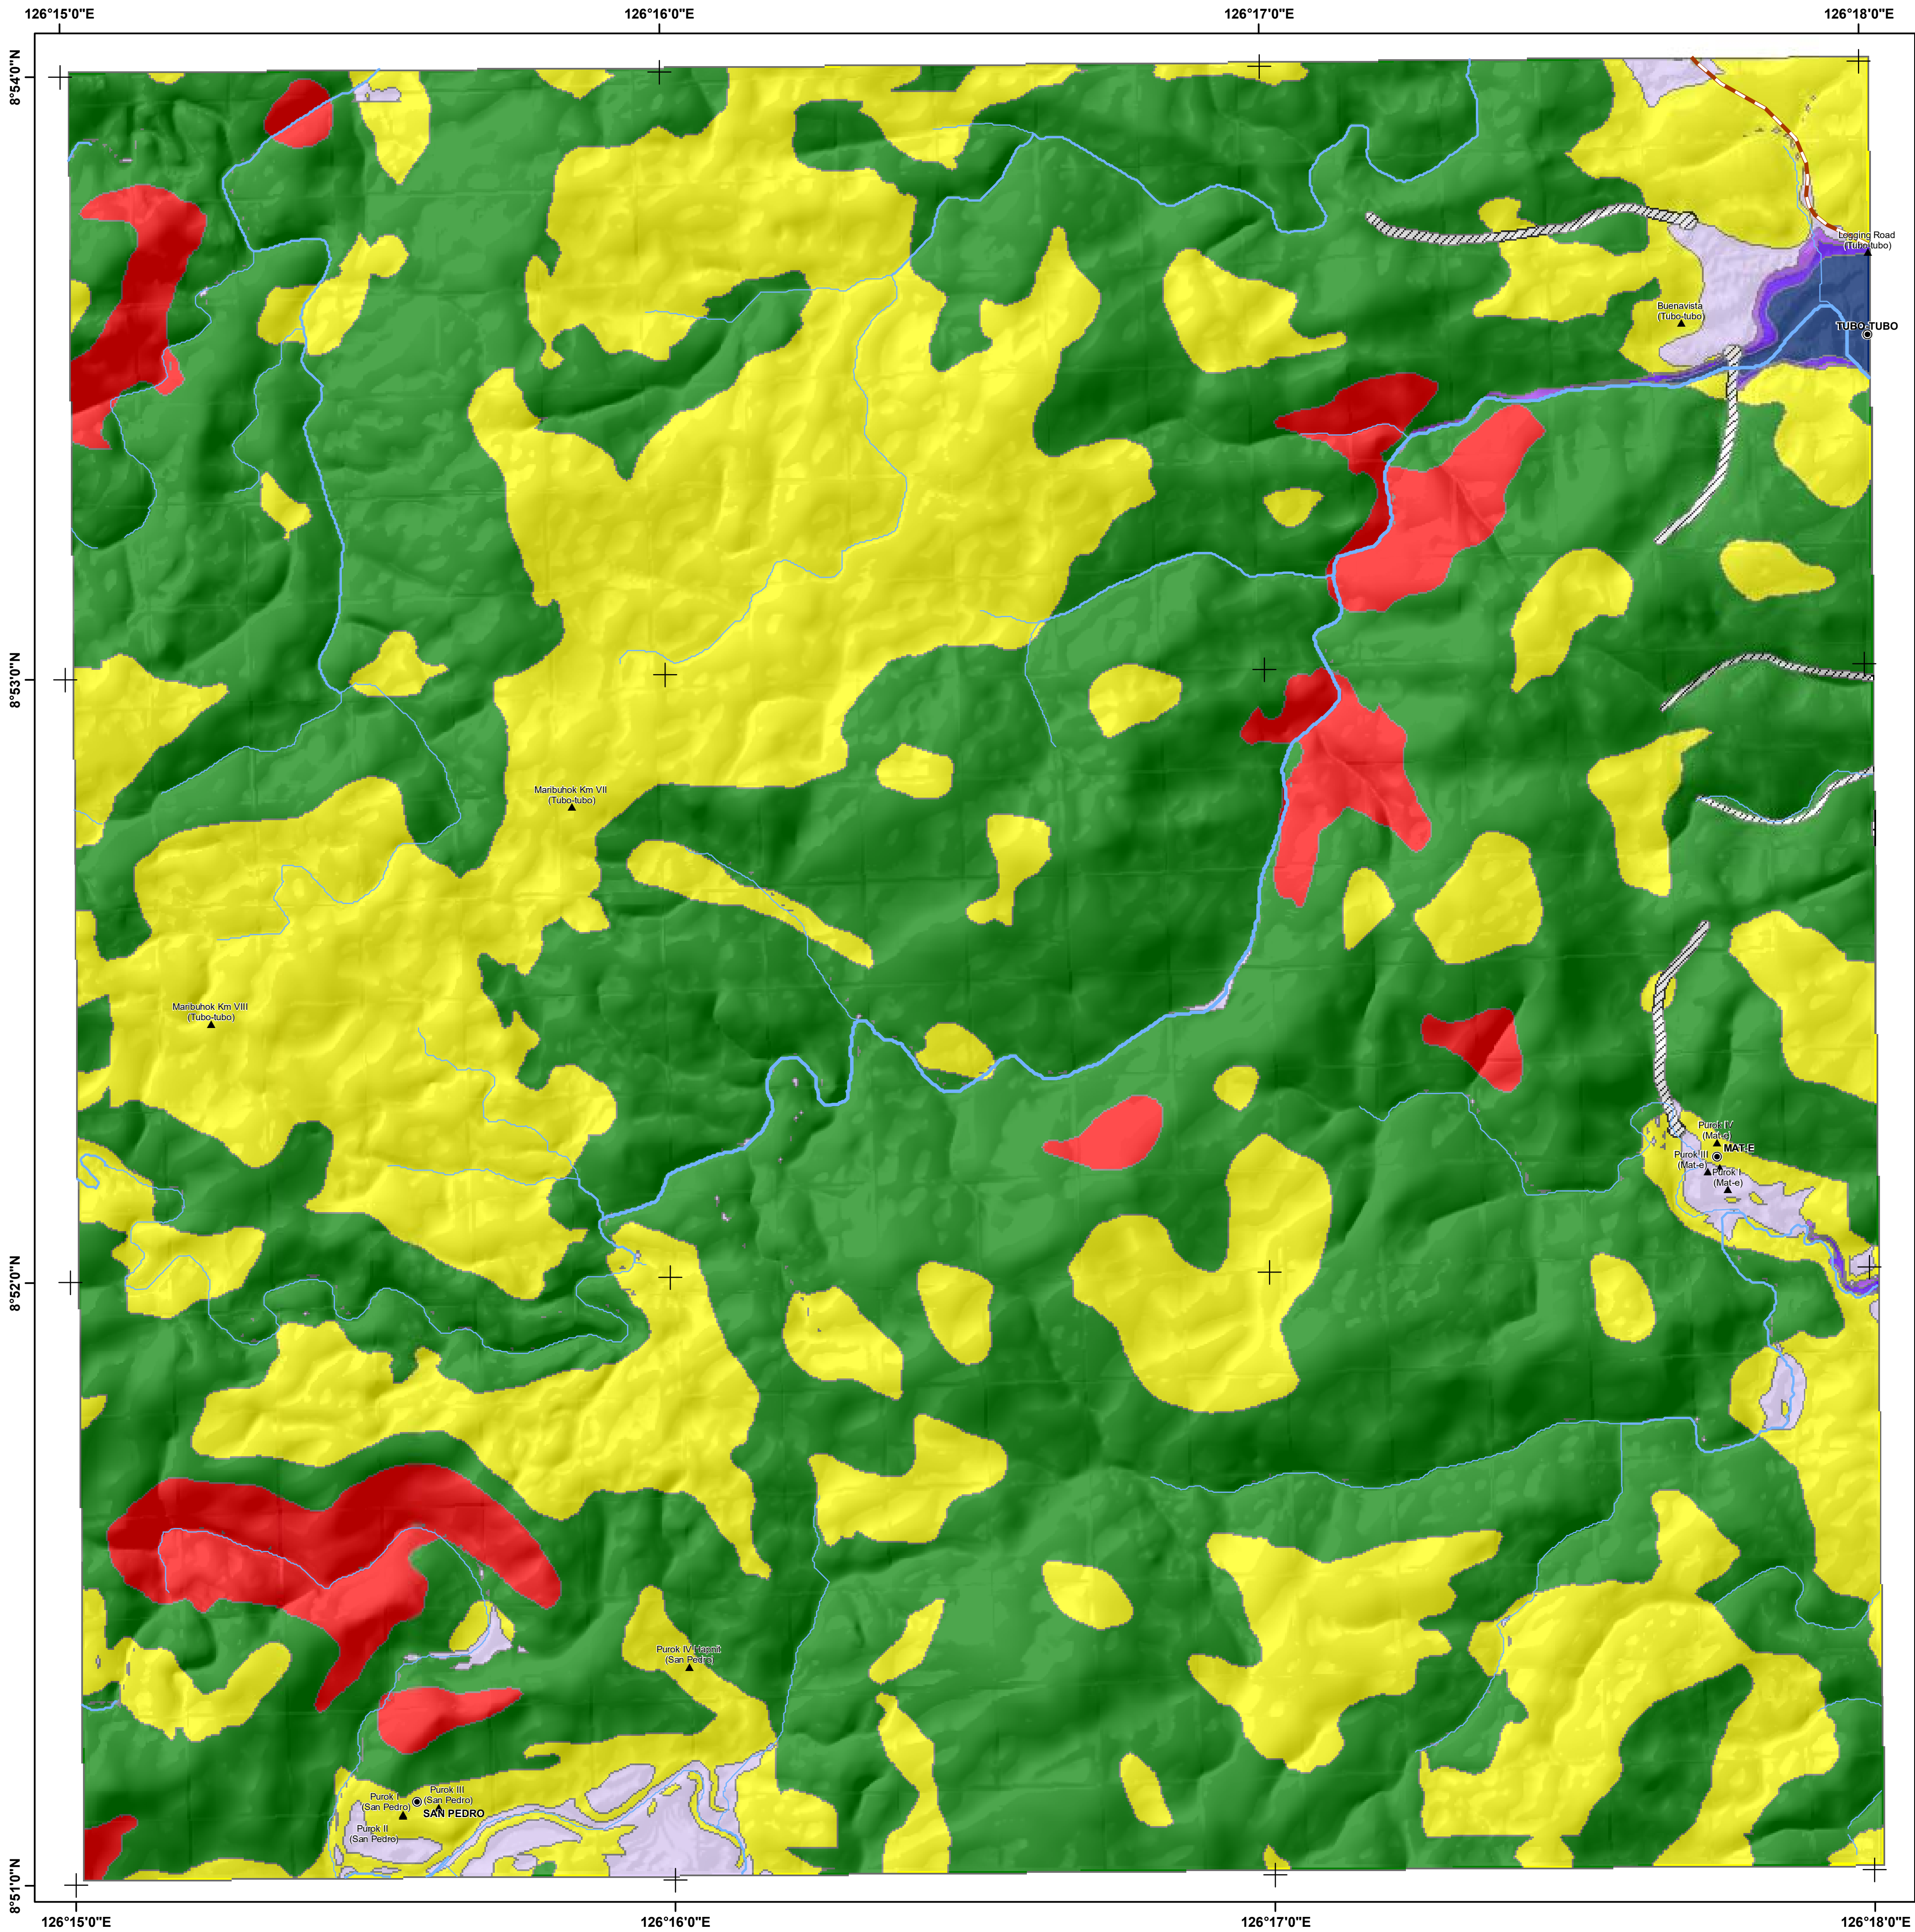 126°15'0"E
126°16'0"E
126°17'0"E
126°18'0"E
8°54'0"N
Logging Road
(Tubo-tubo)
Buenavista
(Tubo-tubo)
TUBO-TUBO
8°53'0"N
Maribuhok Km VII
(Tubo-tubo)
Maribuhok Km VIII
(Tubo-tubo)
Purok IV
(Mat-e)
MAT-E
Purok III
(Mat-e)
Purok I
(Mat-e)
8°52'0"N
Purok IV
(San Pedro)
Purok III
(San Pedro)
Purok I
(San Pedro)
SAN PEDRO
Purok II
(San Pedro)
8°51'0"N
126°15'0"E
126°16'0"E
126°17'0"E
126°18'0"E